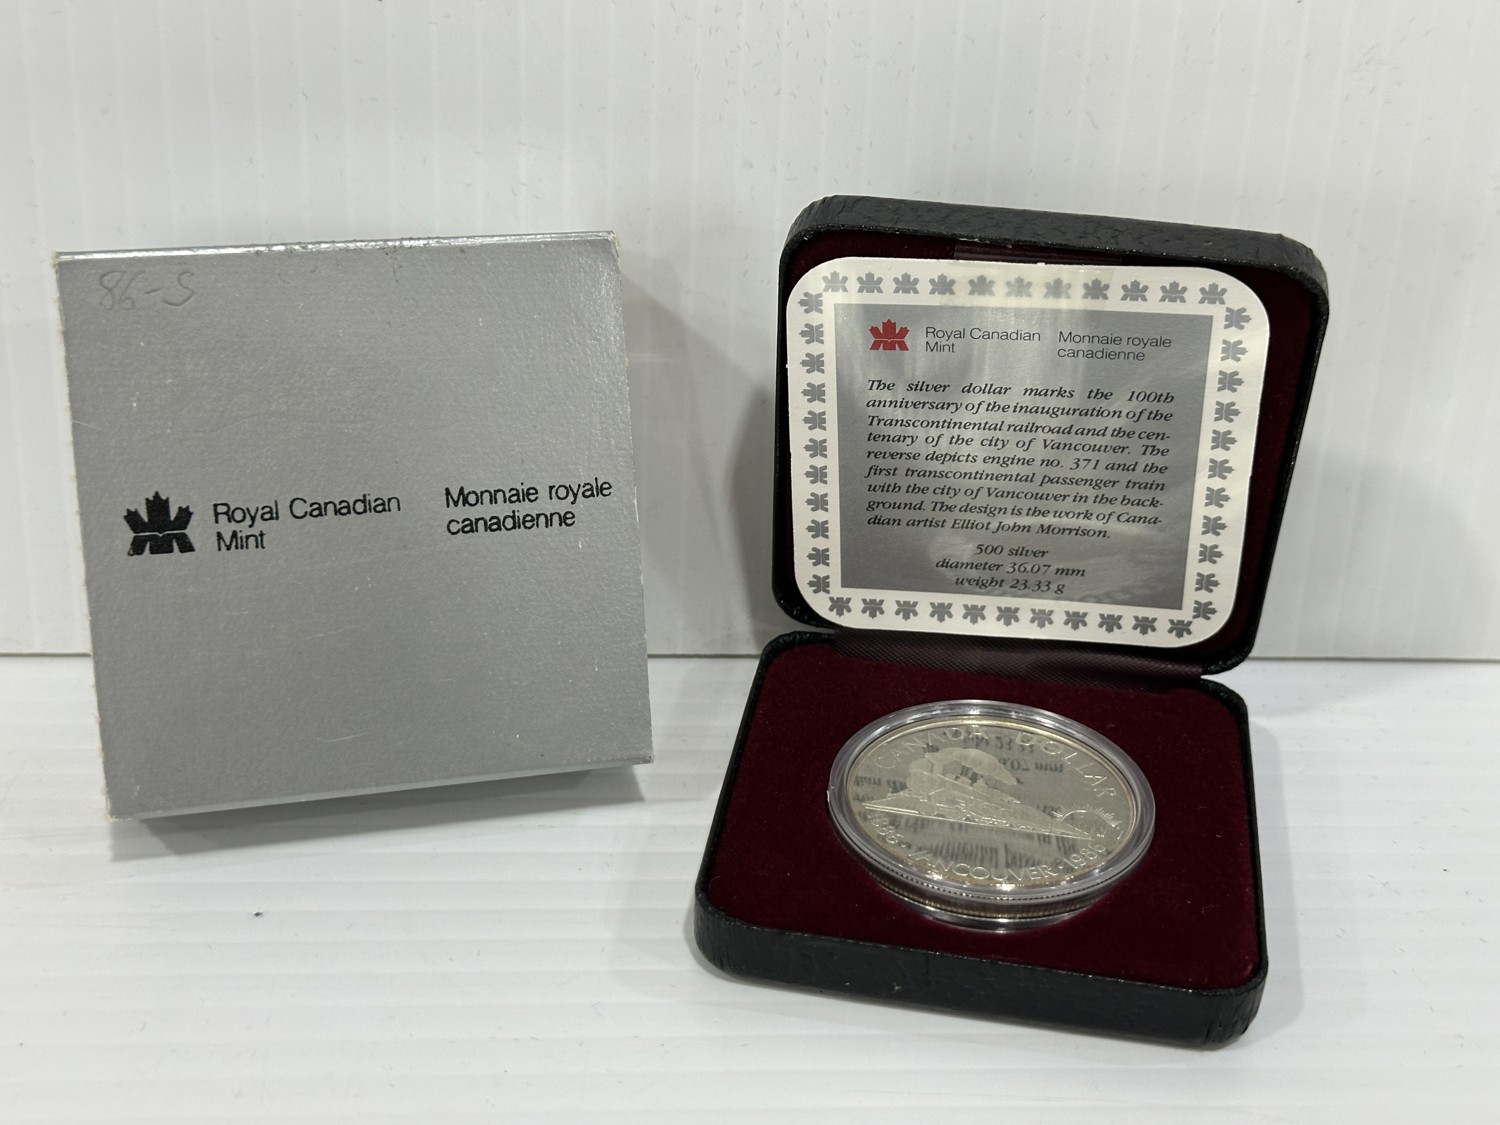 86-S
Royal Canadian
Mint
Monnaie royale
canadienne
Royal Canadian
Mint
Monnaie royale
canadienne
The silver dollar marks the 100th
anniversary of the inauguration of the
Transcontinental railroad and the cen-
tenary of the city of Vancouver. The
reverse depicts engine no. 371 and the
first transcontinental passenger train
with the city of Vancouver in the back-
ground. The design is the work of Cana-
dian artist Elliot John Morrison.
500 silver
diameter 36.07 mm
weight 23.33 g
CANADA DOLLAR
1886 • VANCOUVER • 1986